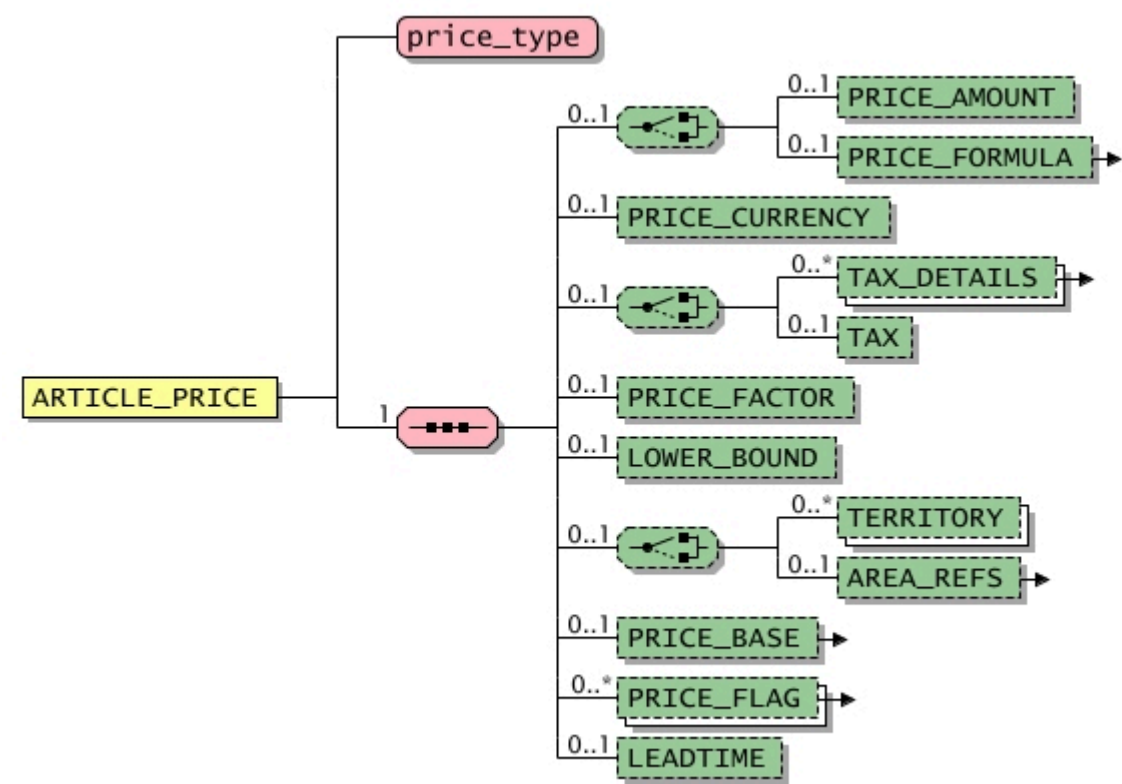 price_type
0..1
PRICE_AMOUNT
0..1
0..1
PRICE_FORMULA
0..1
PRICE_CURRENCY
0..*
TAX_DETAILS
0..1
0..1
TAX
ARTICLE_PRICE
0..1
PRICE_FACTOR
1
0..1
LOWER_BOUND
0..*
TERRITORY
0..1
0..1
AREA_REFS
0..1
PRICE_BASE
0..*
PRICE_FLAG
0..1
LEADTIME